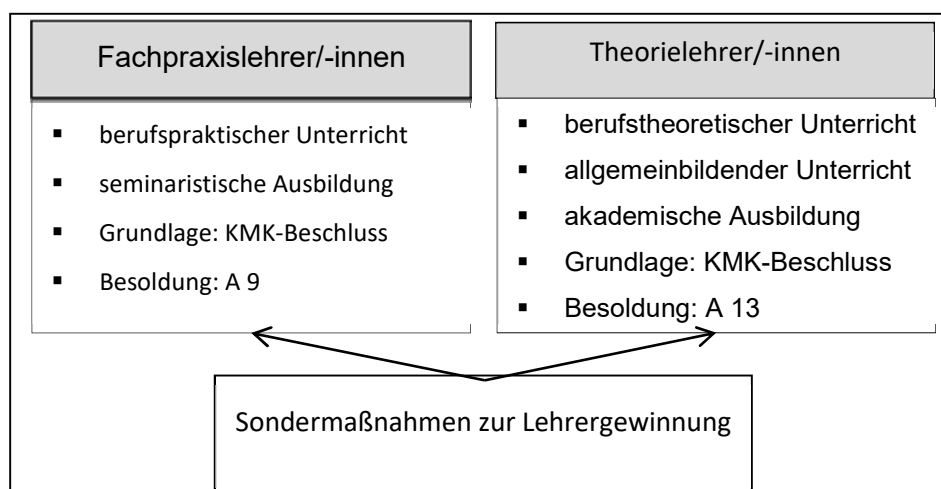 Fachpraxislehrer/-innen
▪ berufspraktischer Unterricht
▪ seminaristische Ausbildung
▪ Grundlage: KMK-Beschluss
▪ Besoldung: A 9
Theorielehrer/-innen
▪ berufstheoretischer Unterricht
▪ allgemeinbildender Unterricht
▪ akademische Ausbildung
▪ Grundlage: KMK-Beschluss
▪ Besoldung: A 13
Sondermaßnahmen zur Lehrergewinnung